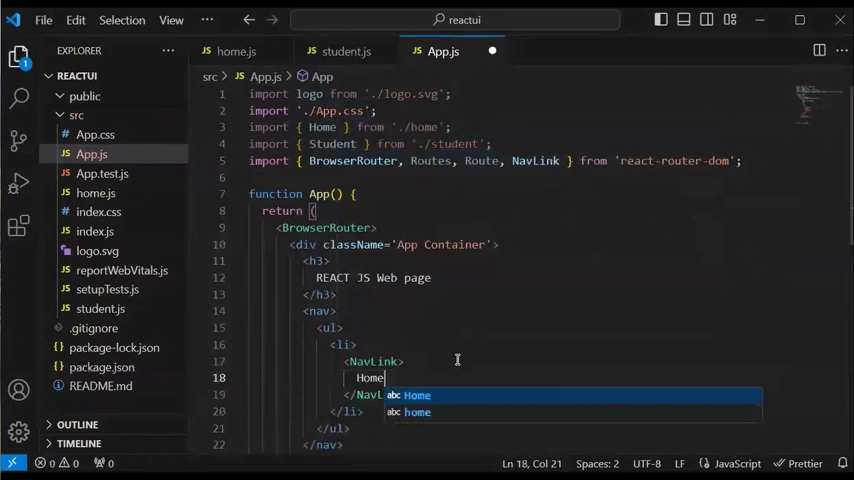 File Edit Selection View ··· reactui
EXPLORER ··· home.js student.js App.js
REACTUI src > App.js > App
public
src
App.css
App.js
App.test.js
home.js
index.css
index.js
logo.svg
reportWebVitals.js
setupTests.js
student.js
.gitignore
package-lock.json
package.json
README.md
OUTLINE
TIMELINE
1
1 import logo from './logo.svg';
2 import './App.css';
3 import { Home } from './home';
4 import { Student } from './student';
5 import { BrowserRouter, Routes, Route, NavLink } from 'react-router-dom';
6
7 function App() {
8 return (
9 <BrowserRouter>
10 <div className='App Container'>
11 <h3>
12 REACT JS Web page
13 </h3>
14 <nav>
15 <ul>
16 <li>
17 <NavLink>
18 Home
19 </NavL
20 </li>
21 </ul>
22 </nav>
abc Home
abc home
0 0 0 Ln 18, Col 21 Spaces: 2 UTF-8 LF JavaScript Prettier